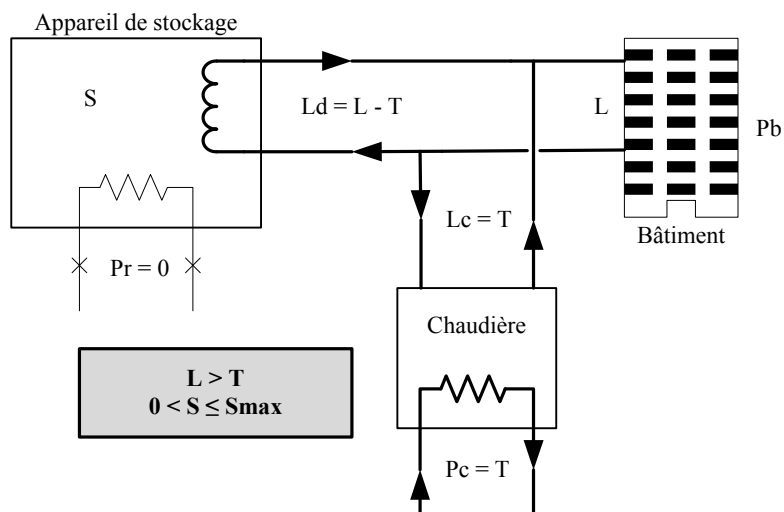 Appareil de stockage
S
Ld = L - T
L
Pb
Lc = T
Bâtiment
Pr = 0
Chaudière
L > T
0 < S ≤ Smax
Pc = T